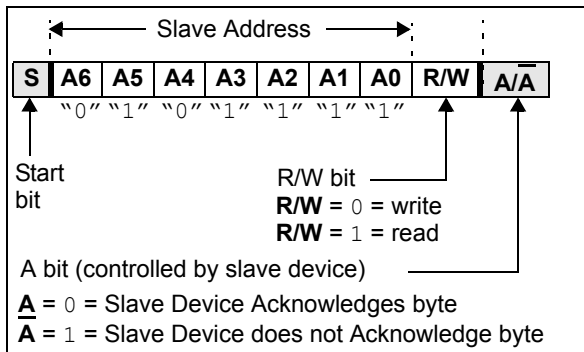 Slave Address
S A6 A5 A4 A3 A2 A1 A0 R/W A/A̅
“0” “1” “0” “1” “1” “1” “1”
Start
bit
R/W bit
R/W = 0 = write
R/W = 1 = read
A bit (controlled by slave device)
A = 0 = Slave Device Acknowledges byte
A̅ = 1 = Slave Device does not Acknowledge byte